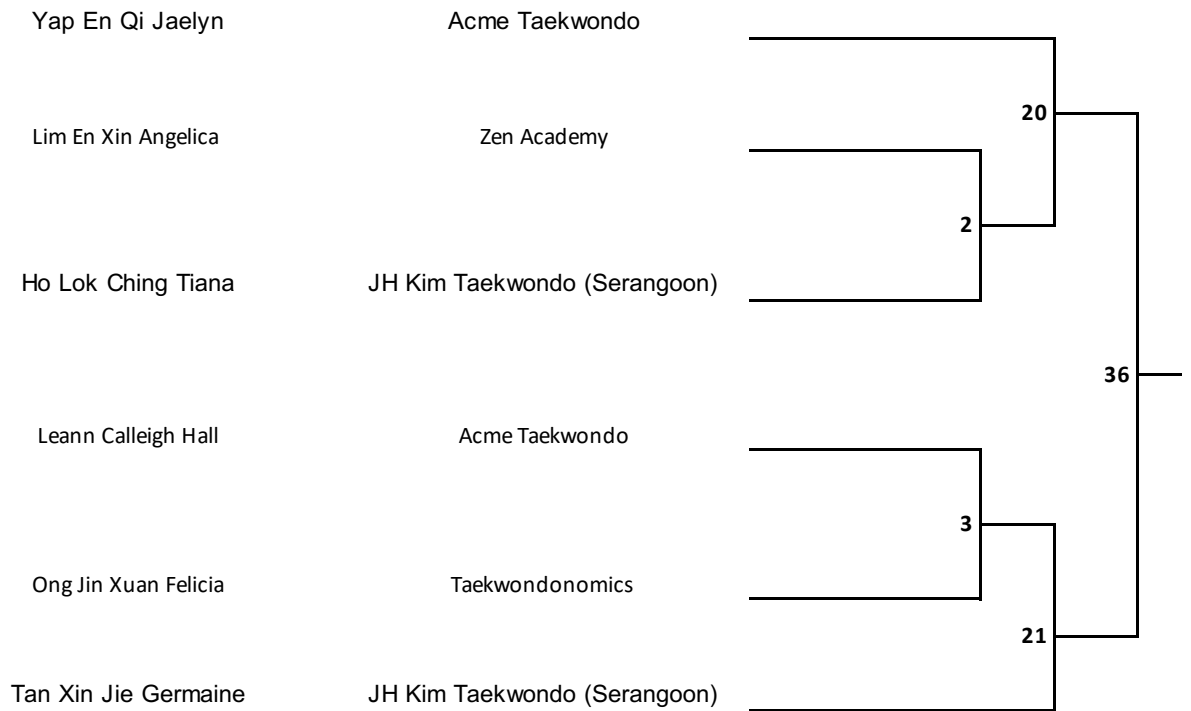 Yap En Qi Jaelyn Acme Taekwondo
20
Lim En Xin Angelica Zen Academy
2
Ho Lok Ching Tiana JH Kim Taekwondo (Serangoon)
36
Leann Calleigh Hall Acme Taekwondo
3
Ong Jin Xuan Felicia Taekwondonomics
21
Tan Xin Jie Germaine JH Kim Taekwondo (Serangoon)